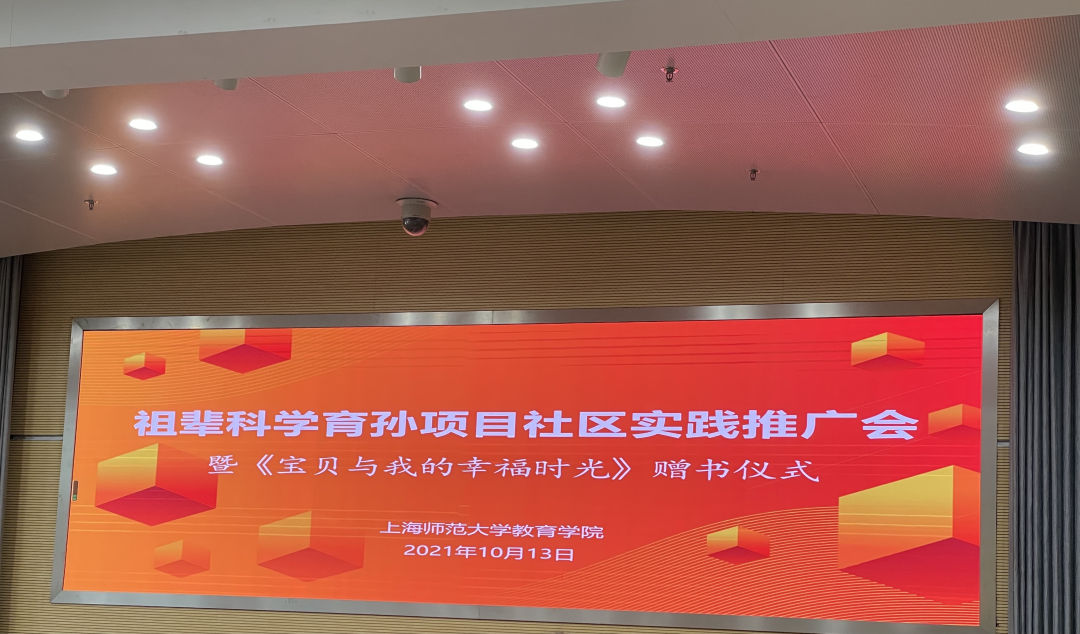 祖辈科学育孙项目社区实践推广会
暨《宝贝与我的幸福时光》赠书仪式
上海师范大学教育学院
2021年10月13日